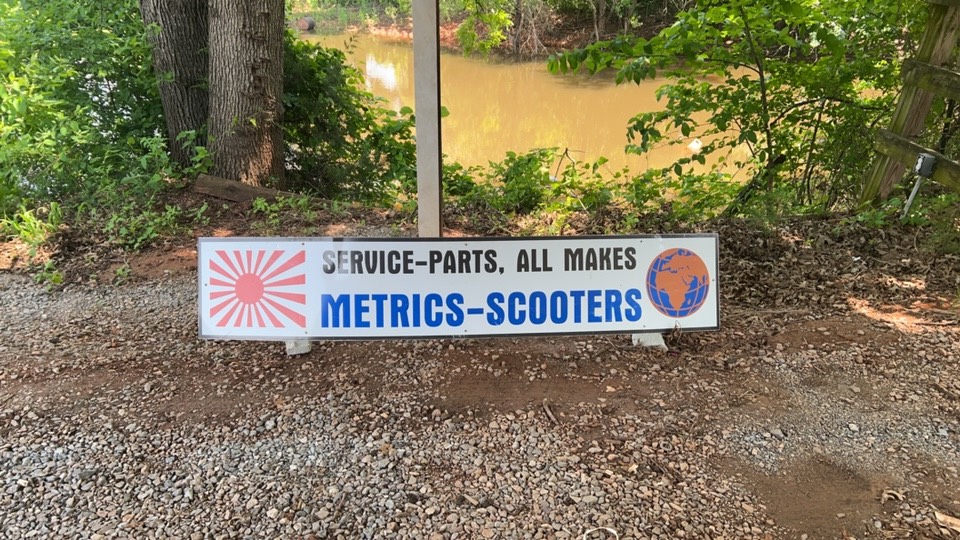 SERVICE-PARTS, ALL MAKES
METRICS-SCOOTERS